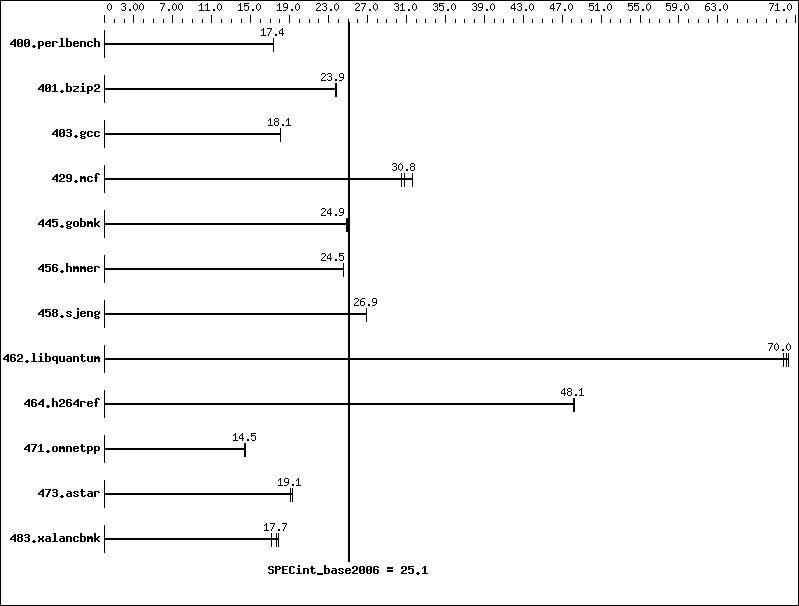 0 3.00 7.00 11.0 15.0 19.0 23.0 27.0 31.0 35.0 39.0 43.0 47.0 51.0 55.0 59.0 63.0 71.0
400.perlbench 17.4
401.bzip2 23.9
403.gcc 18.1
429.mcf 30.8
445.gobmk 24.9
456.hmmer 24.5
458.sjeng 26.9
462.libquantum 70.0
464.h264ref 48.1
471.omnetpp 14.5
473.astar 19.1
483.xalancbmk 17.7
SPECint_base2006 = 25.1